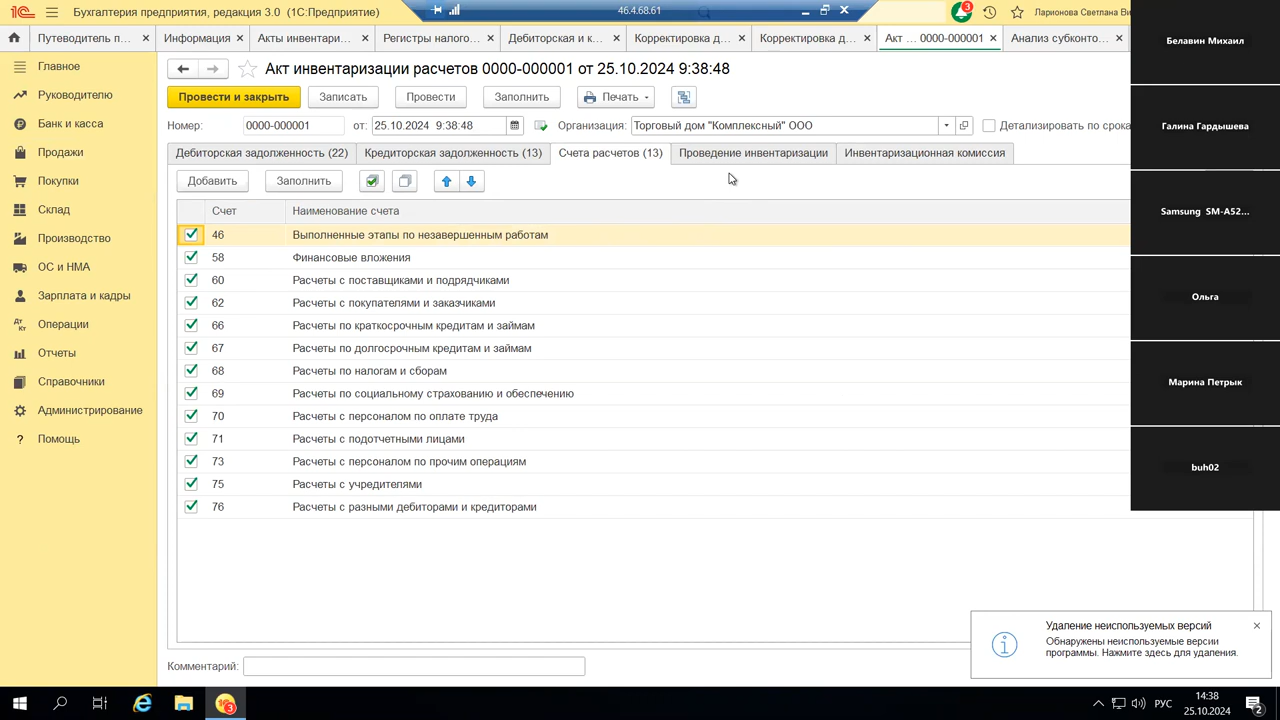 Бухгалтерия предприятия, редакция 3.0 (1С:Предприятие)
46.4.68.61
3
Ларионова Светлана Ви
Путеводитель п... ×
Информация ×
Акты инвентари... ×
Регистры налого... ×
Дебиторская и к... ×
Корректировка д... ×
Корректировка д... ×
Акт ... 0000-000001 ×
Анализ субконто... ×
Главное
Руководителю
Банк и касса
Продажи
Покупки
Склад
Производство
ОС и НМА
Зарплата и кадры
Операции
Отчеты
Справочники
Администрирование
? Помощь
Акт инвентаризации расчетов 0000-000001 от 25.10.2024 9:38:48
Провести и закрыть Записать Провести Заполнить Печать
Номер: 0000-000001 от: 25.10.2024 9:38:48 Организация: Торговый дом "Комплексный" ООО Детализировать по срока
Дебиторская задолженность (22) Кредиторская задолженность (13) Счета расчетов (13) Проведение инвентаризации Инвентаризационная комиссия
Добавить Заполнить
Счет Наименование счета
46 Выполненные этапы по незавершенным работам
58 Финансовые вложения
60 Расчеты с поставщиками и подрядчиками
62 Расчеты с покупателями и заказчиками
66 Расчеты по краткосрочным кредитам и займам
67 Расчеты по долгосрочным кредитам и займам
68 Расчеты по налогам и сборам
69 Расчеты по социальному страхованию и обеспечению
70 Расчеты с персоналом по оплате труда
71 Расчеты с подотчетными лицами
73 Расчеты с персоналом по прочим операциям
75 Расчеты с учредителями
76 Расчеты с разными дебиторами и кредиторами
Комментарий:
Белавин Михаил
Галина Гардышева
Samsung SM-A52...
Ольга
Марина Петрык
buh02
Удаление неиспользуемых версий ×
Обнаружены неиспользуемые версии
программы. Нажмите здесь для удаления.
3
РУС
14:38
25.10.2024
2